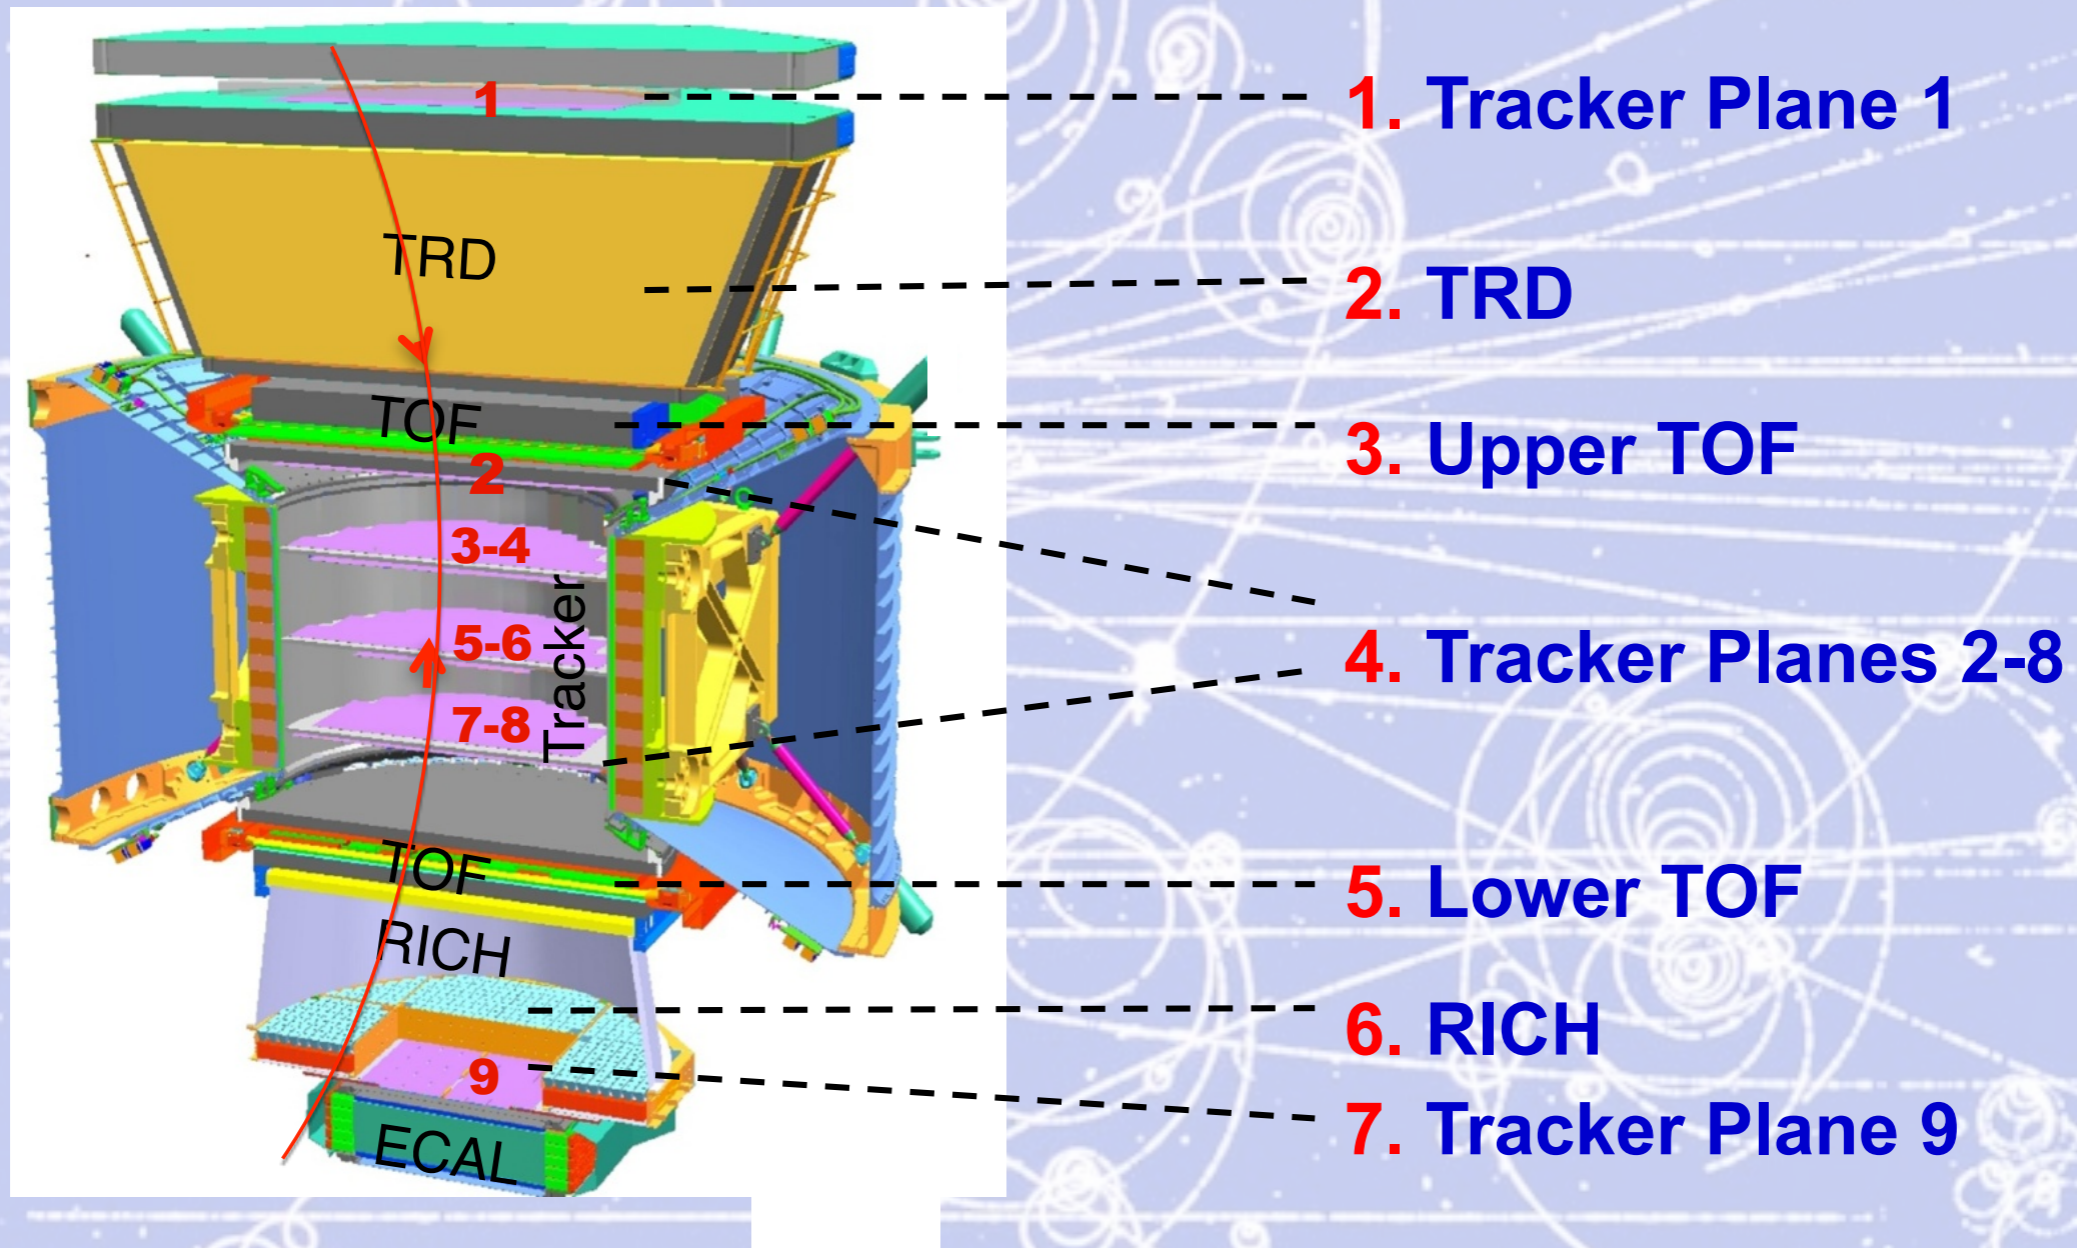 1
1. Tracker Plane 1
TRD
2. TRD
TOF
3. Upper TOF
2
3-4
5-6
7-8
Tracker
4. Tracker Planes 2-8
TOF
5. Lower TOF
RICH
6. RICH
9
7. Tracker Plane 9
ECAL